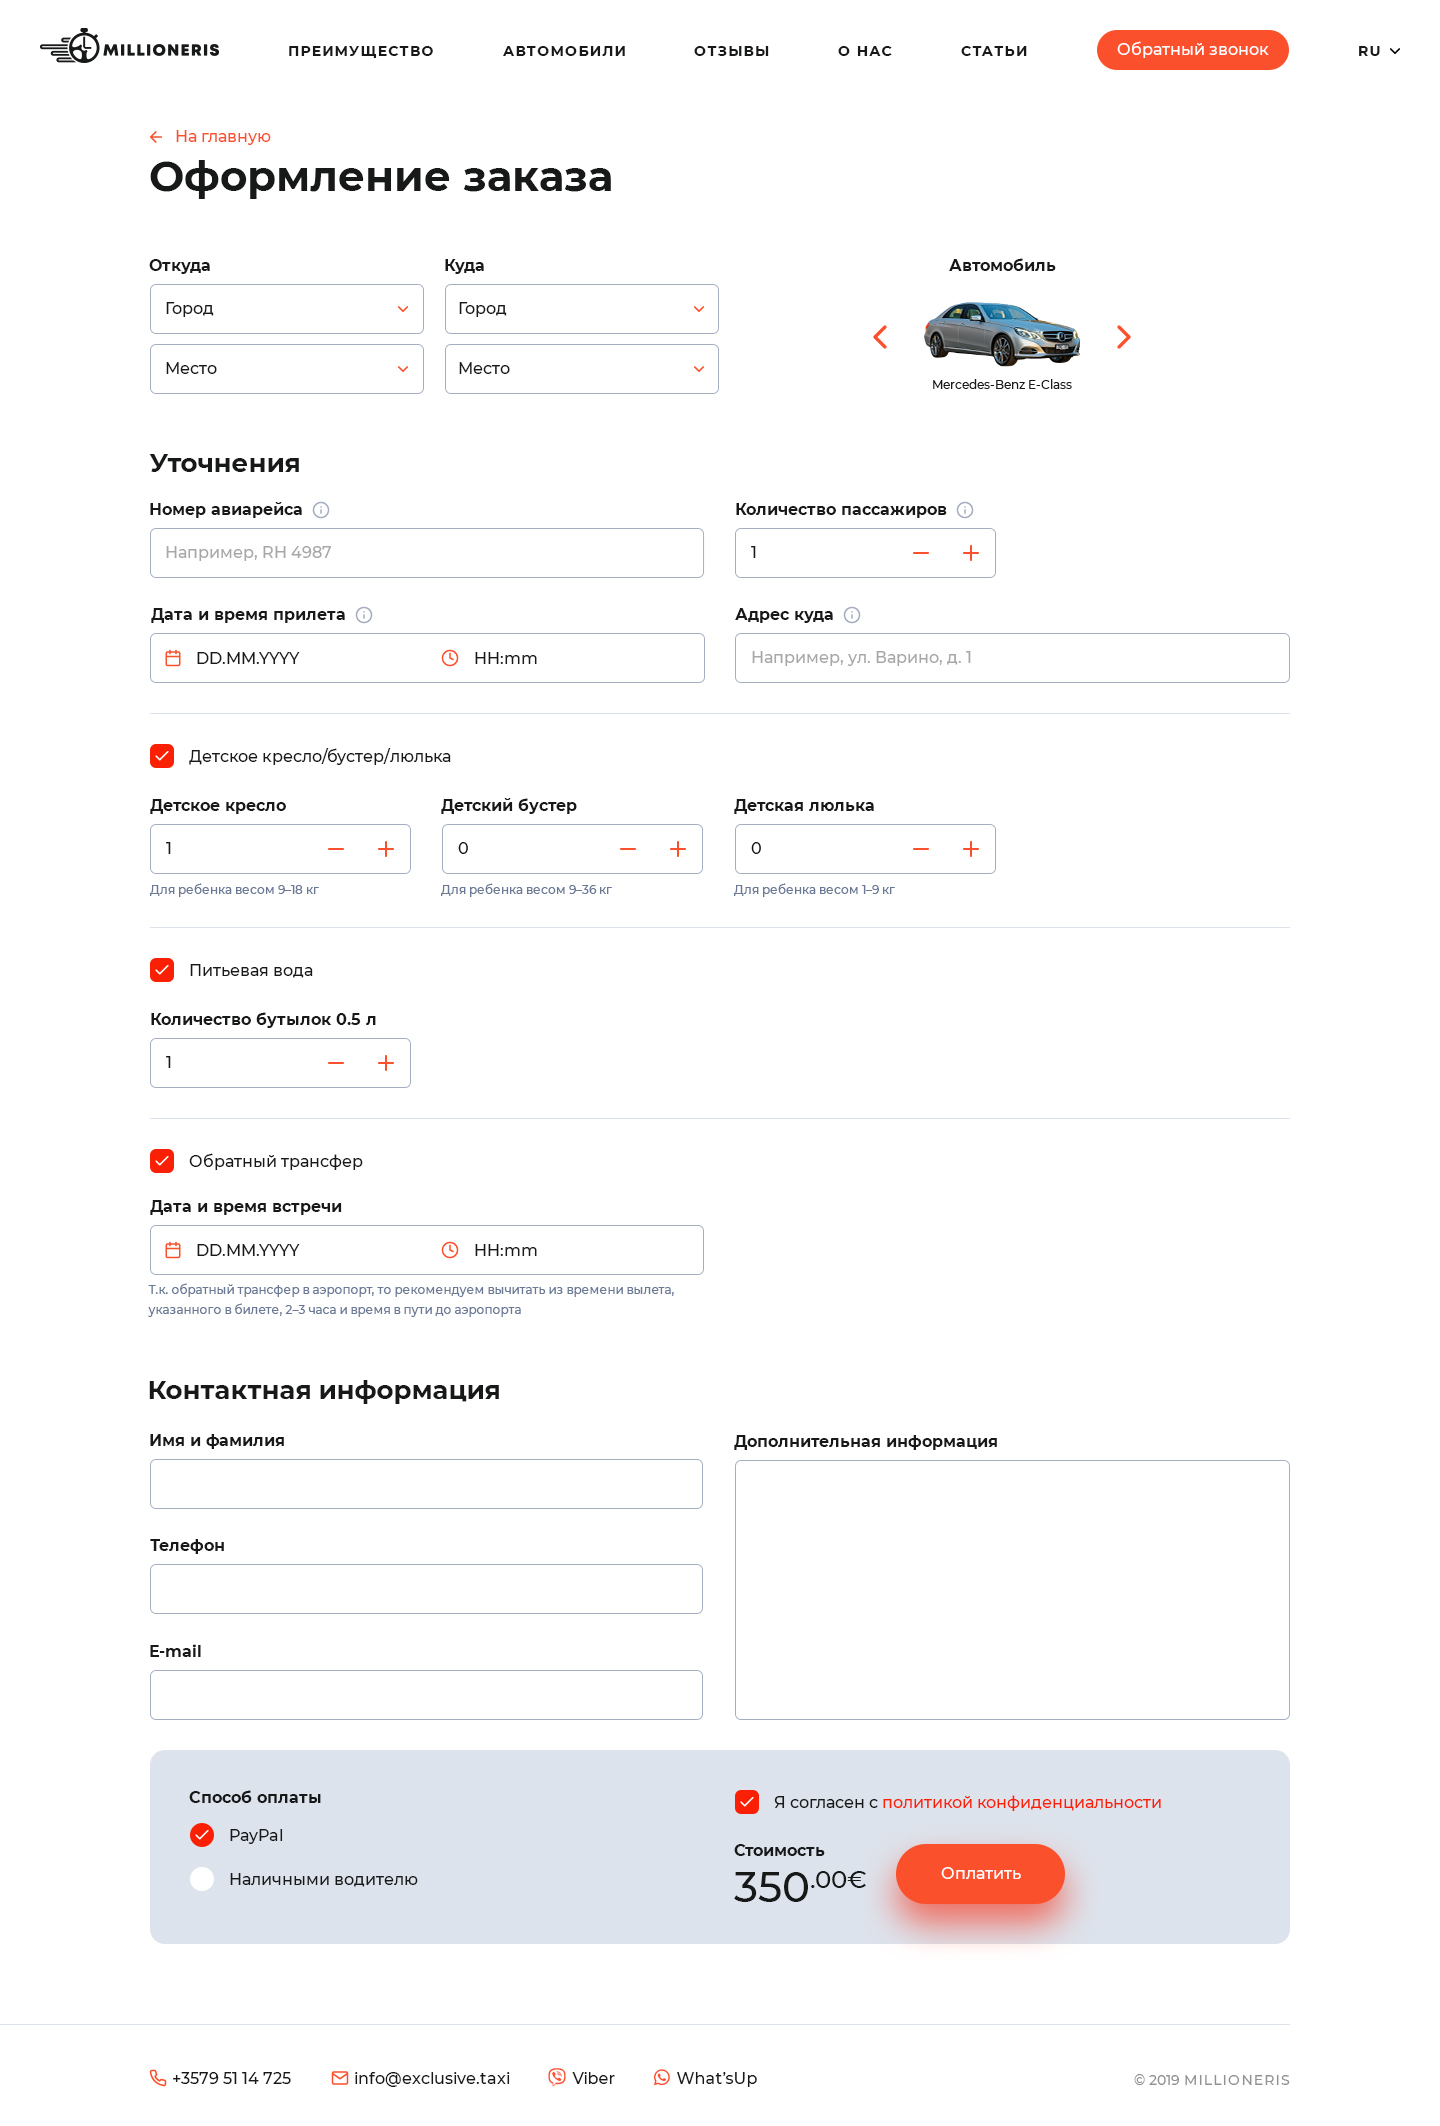 MILLIONERIS
ПРЕИМУЩЕСТВО
АВТОМОБИЛИ
ОТЗЫВЫ
О НАС
СТАТЬИ
Обратный звонок
RU
На главную
Оформление заказа
Откуда
Куда
Автомобиль
Город
Город
Место
Место
Mercedes-Benz E-Class
Уточнения
Номер авиарейса
Количество пассажиров
Например, RH 4987
1
Дата и время прилета
Адрес куда
DD.MM.YYYY
HH:mm
Например, ул. Варино, д. 1
Детское кресло/бустер/люлька
Детское кресло
Детский бустер
Детская люлька
1
0
0
Для ребенка весом 9–18 кг
Для ребенка весом 9–36 кг
Для ребенка весом 1–9 кг
Питьевая вода
Количество бутылок 0.5 л
1
Обратный трансфер
Дата и время встречи
DD.MM.YYYY
HH:mm
Т.к. обратный трансфер в аэропорт, то рекомендуем вычитать из времени вылета,
указанного в билете, 2–3 часа и время в пути до аэропорта
Контактная информация
Имя и фамилия
Дополнительная информация
Телефон
E-mail
Способ оплаты
Я согласен с политикой конфиденциальности
PayPal
Наличными водителю
Стоимость
350.00€
Оплатить
+3579 51 14 725
info@exclusive.taxi
Viber
What’sUp
© 2019 MILLIONERIS